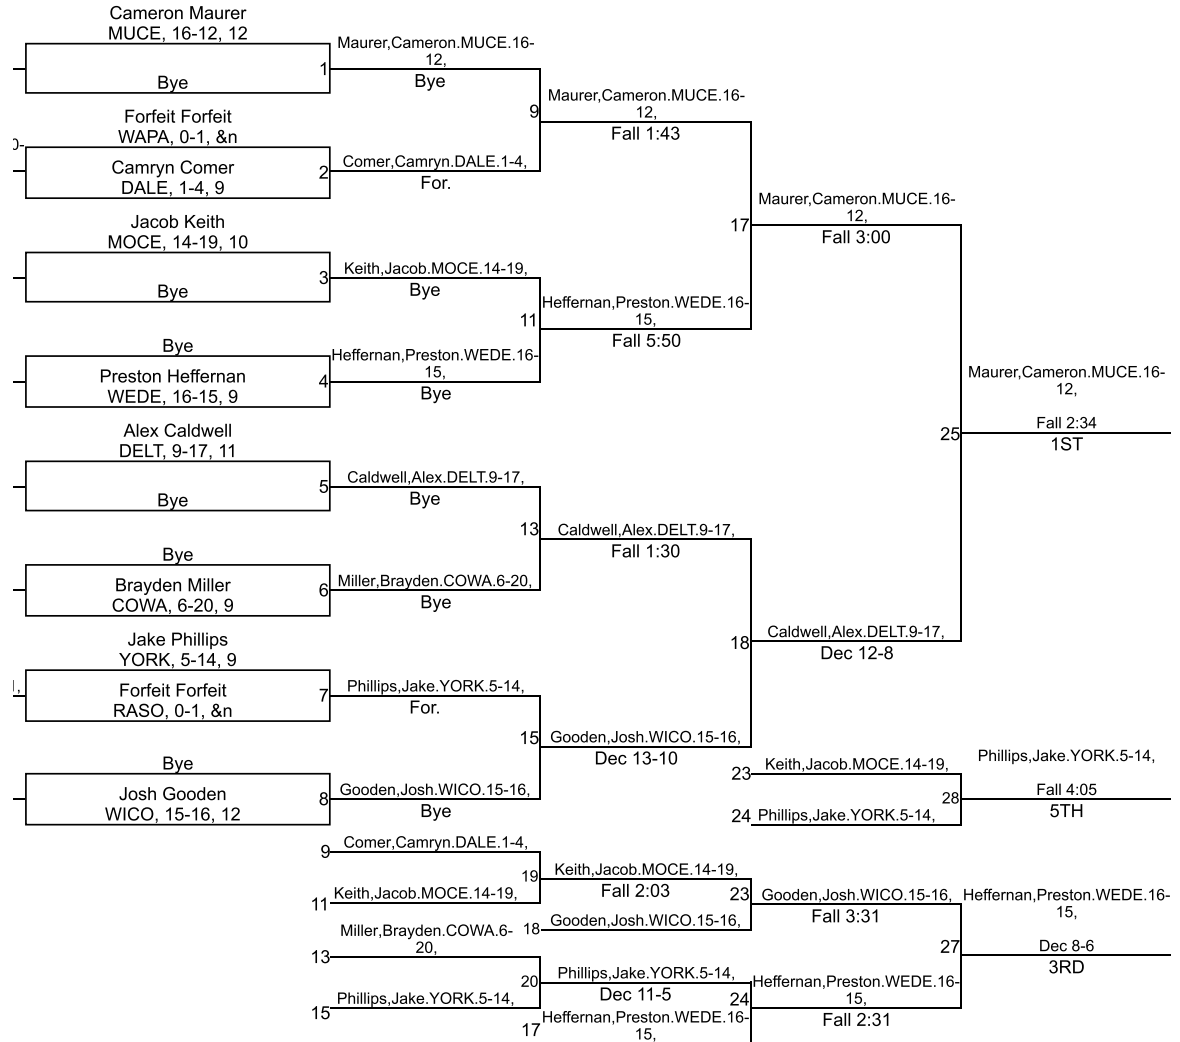 Cameron Maurer
MUCE, 16-12, 12
1
Bye
Maurer,Cameron.MUCE.16-
12,
Bye
Forfeit Forfeit
WAPA, 0-1, &n
0-
Camryn Comer
DALE, 1-4, 9
2
Comer,Camryn.DALE.1-4,
For.
9
Maurer,Cameron.MUCE.16-
12,
Fall 1:43
Jacob Keith
MOCE, 14-19, 10
3
Bye
Keith,Jacob.MOCE.14-19,
Bye
Bye
Preston Heffernan
WEDE, 16-15, 9
4
Heffernan,Preston.WEDE.16-
15,
Bye
11
Heffernan,Preston.WEDE.16-
15,
Fall 5:50
17
Maurer,Cameron.MUCE.16-
12,
Fall 3:00
Alex Caldwell
DELT, 9-17, 11
5
Bye
Caldwell,Alex.DELT.9-17,
Bye
Bye
Brayden Miller
COWA, 6-20, 9
6
Miller,Brayden.COWA.6-20,
Bye
13
Caldwell,Alex.DELT.9-17,
Fall 1:30
Jake Phillips
YORK, 5-14, 9
Forfeit Forfeit
RASO, 0-1, &n
7
Phillips,Jake.YORK.5-14,
For.
Bye
Josh Gooden
WICO, 15-16, 12
8
Gooden,Josh.WICO.15-16,
Bye
15
Gooden,Josh.WICO.15-16,
Dec 13-10
18
Caldwell,Alex.DELT.9-17,
Dec 12-8
25
Maurer,Cameron.MUCE.16-
12,
Fall 2:34
1ST
23
Keith,Jacob.MOCE.14-19,
24
Phillips,Jake.YORK.5-14,
28
Phillips,Jake.YORK.5-14,
Fall 4:05
5TH
9
Comer,Camryn.DALE.1-4,
11
Keith,Jacob.MOCE.14-19,
19
Keith,Jacob.MOCE.14-19,
Fall 2:03
18
Gooden,Josh.WICO.15-16,
23
Gooden,Josh.WICO.15-16,
Fall 3:31
13
Miller,Brayden.COWA.6-
20,
15
Phillips,Jake.YORK.5-14,
20
Phillips,Jake.YORK.5-14,
Dec 11-5
17
Heffernan,Preston.WEDE.16-
15,
24
Heffernan,Preston.WEDE.16-
15,
Fall 2:31
27
Heffernan,Preston.WEDE.16-
15,
Dec 8-6
3RD